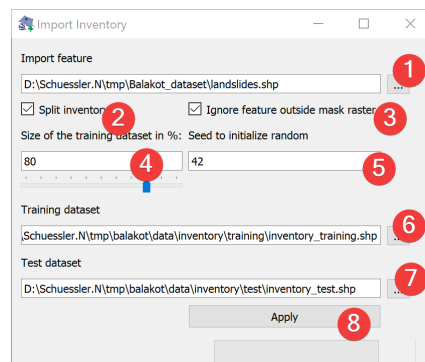 Import Inventory
Import feature
D:\Schuessler.N\tmp\Balakot_dataset\landslides.shp
...
1
Split inventory
Ignore feature outside mask raster
2
3
Size of the training dataset in %:
Seed to initialize random
80
42
4
5
Training dataset
\Schuessler.N\tmp\balakot\data\inventory\training\inventory_training.shp
6
Test dataset
D:\Schuessler.N\tmp\balakot\data\inventory\test\inventory_test.shp
7
Apply
8